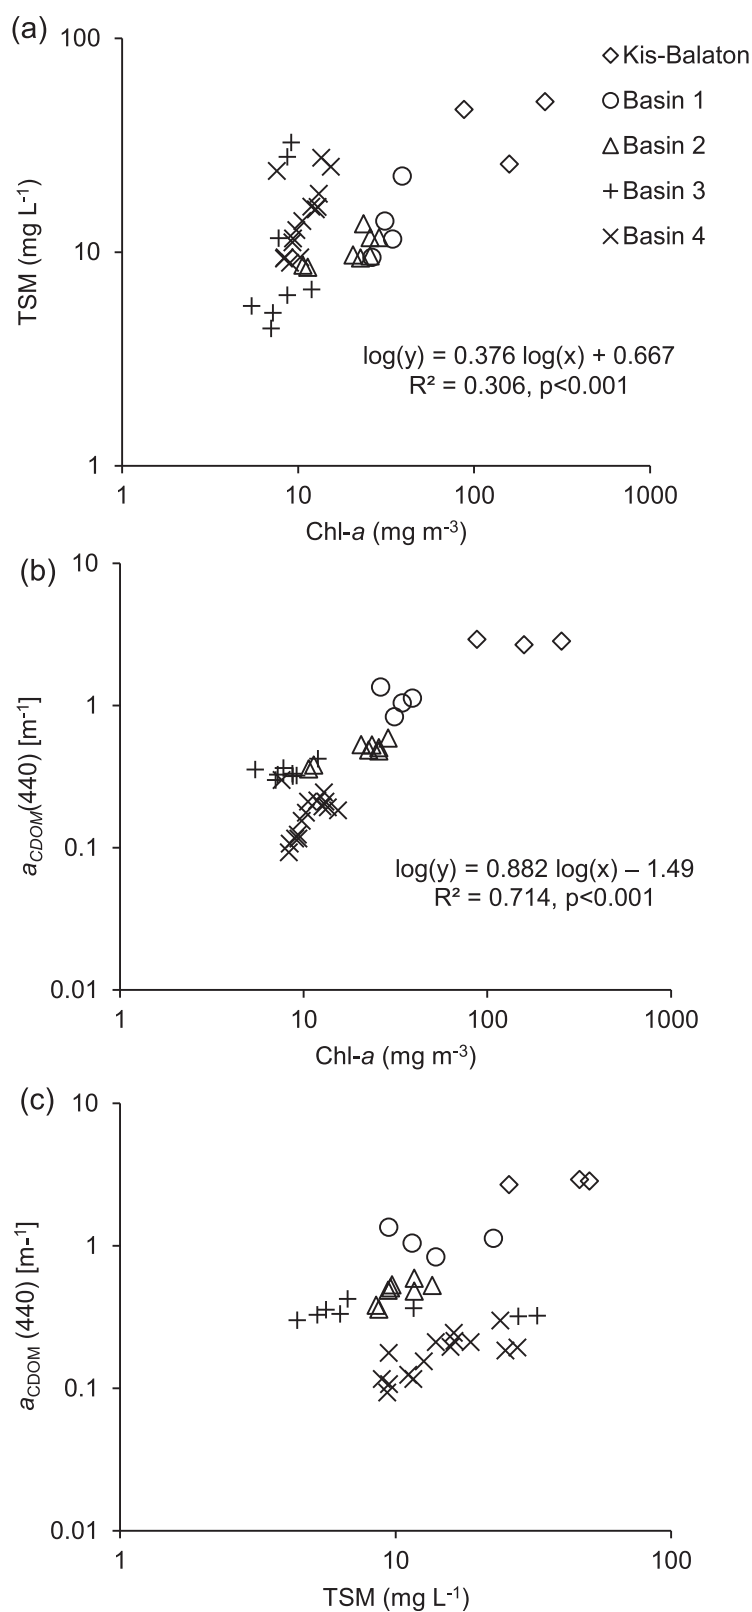 (a)
100
10
1
TSM (mg L⁻¹)
Kis-Balaton
Basin 1
Basin 2
Basin 3
Basin 4
log(y) = 0.376 log(x) + 0.667
R² = 0.306, p<0.001
1 10 100 1000
Chl-a (mg m⁻³)
(b)
10
1
0.1
0.01
aCDOM(440) [m⁻¹]
log(y) = 0.882 log(x) – 1.49
R² = 0.714, p<0.001
1 10 100 1000
Chl-a (mg m⁻³)
(c)
10
1
0.1
0.01
aCDOM (440) [m⁻¹]
1 10 100
TSM (mg L⁻¹)